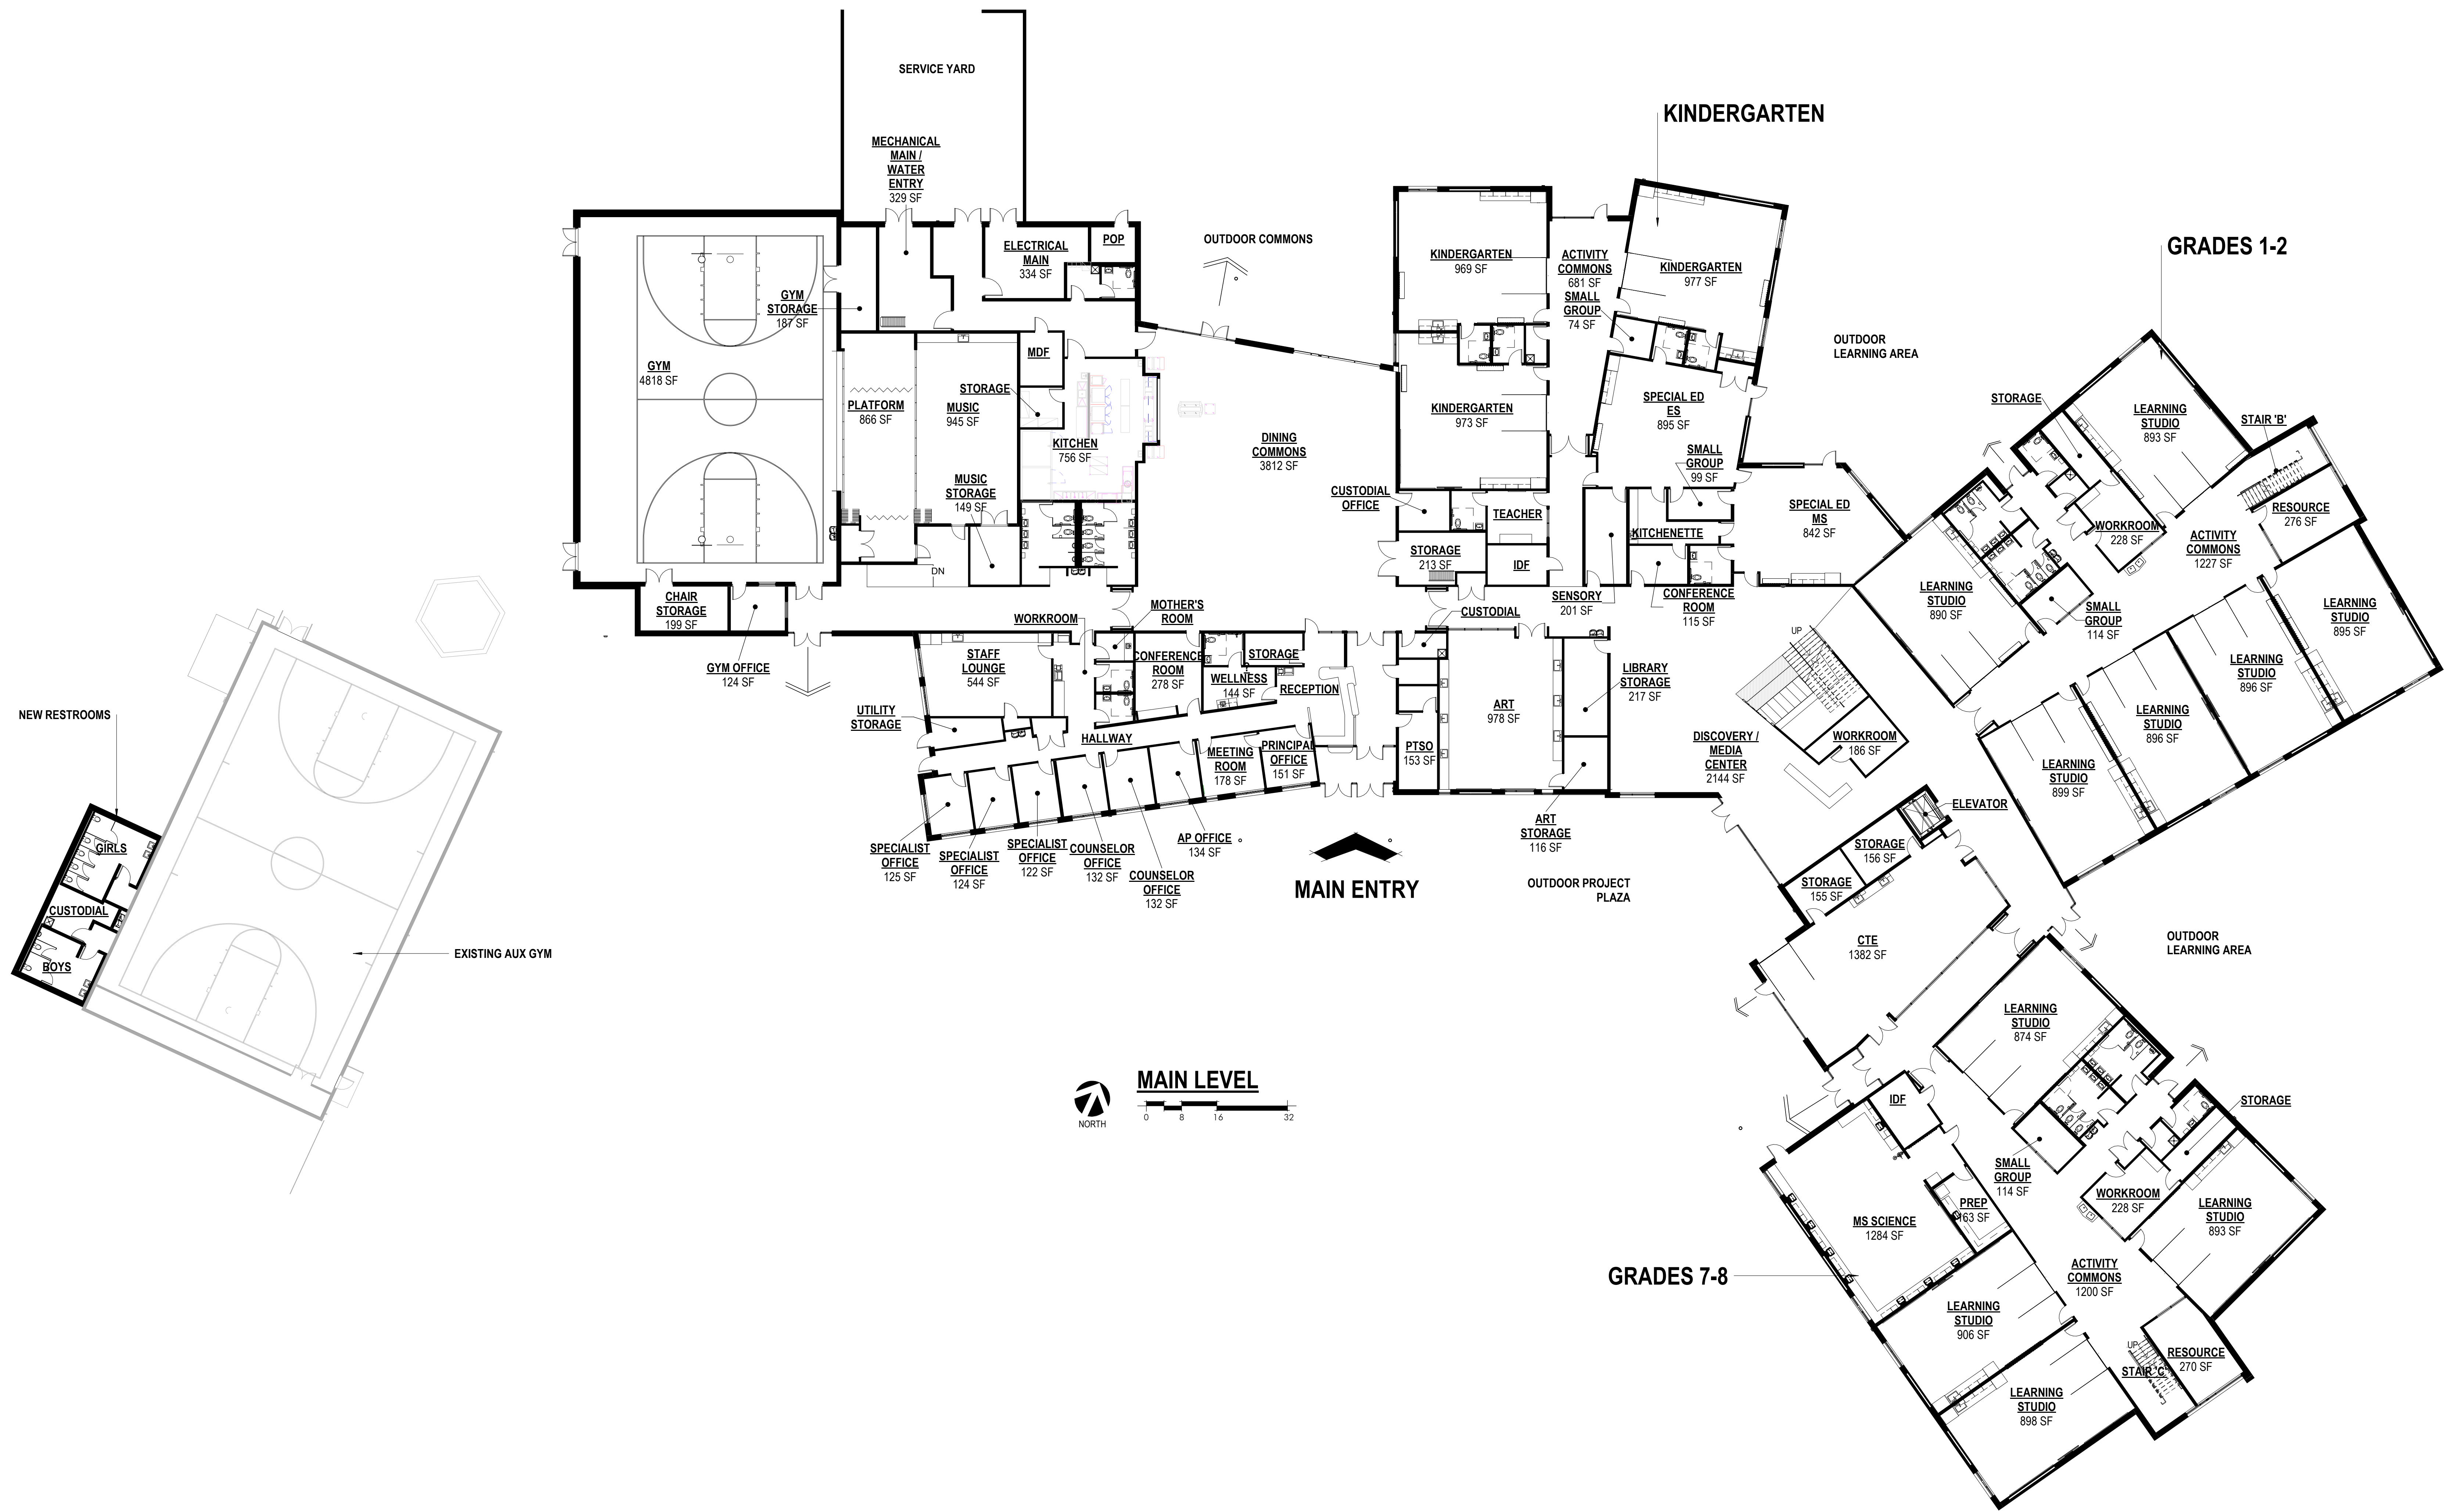 SERVICE YARD
KINDERGARTEN
MECHANICAL
MAIN /
WATER
ENTRY
329 SF
GRADES 1-2
OUTDOOR COMMONS
POP
ELECTRICAL
MAIN
334 SF
KINDERGARTEN
969 SF
ACTIVITY
COMMONS
681 SF
KINDERGARTEN
977 SF
GYM
STORAGE
187 SF
SMALL
GROUP
74 SF
OUTDOOR
LEARNING AREA
GYM
4818 SF
MDF
STORAGE
PLATFORM
866 SF
MUSIC
945 SF
KITCHEN
756 SF
DINING
COMMONS
3812 SF
KINDERGARTEN
973 SF
SPECIAL ED
ES
895 SF
SMALL
GROUP
99 SF
STORAGE
LEARNING
STUDIO
893 SF
STAIR 'B'
MUSIC
STORAGE
149 SF
CUSTODIAL
OFFICE
TEACHER
KITCHENETTE
SPECIAL ED
MS
842 SF
RESOURCE
276 SF
WORKROOM
228 SF
ACTIVITY
COMMONS
1227 SF
STORAGE
213 SF
IDF
DN
CHAIR
STORAGE
199 SF
MOTHER'S
ROOM
WORKROOM
CUSTODIAL
SENSORY
201 SF
CONFERENCE
ROOM
115 SF
LEARNING
STUDIO
890 SF
SMALL
GROUP
114 SF
LEARNING
STUDIO
895 SF
UP
GYM OFFICE
124 SF
STAFF
LOUNGE
544 SF
CONFERENCE
ROOM
278 SF
STORAGE
WELLNESS
144 SF
RECEPTION
LIBRARY
STORAGE
217 SF
LEARNING
STUDIO
896 SF
ART
978 SF
LEARNING
STUDIO
896 SF
NEW RESTROOMS
UTILITY
STORAGE
HALLWAY
MEETING
ROOM
178 SF
PRINCIPAL
OFFICE
151 SF
PTSO
153 SF
DISCOVERY /
MEDIA
CENTER
2144 SF
WORKROOM
186 SF
LEARNING
STUDIO
899 SF
ELEVATOR
SPECIALIST
OFFICE
125 SF
SPECIALIST
OFFICE
124 SF
SPECIALIST
OFFICE
122 SF
COUNSELOR
OFFICE
132 SF
COUNSELOR
OFFICE
132 SF
AP OFFICE
134 SF
ART
STORAGE
116 SF
STORAGE
156 SF
STORAGE
155 SF
MAIN ENTRY
OUTDOOR PROJECT
PLAZA
GIRLS
CUSTODIAL
BOYS
EXISTING AUX GYM
CTE
1382 SF
OUTDOOR
LEARNING AREA
LEARNING
STUDIO
874 SF
MAIN LEVEL
NORTH
0 8 16 32
IDF
STORAGE
SMALL
GROUP
114 SF
WORKROOM
228 SF
PREP
163 SF
LEARNING
STUDIO
893 SF
MS SCIENCE
1284 SF
GRADES 7-8
ACTIVITY
COMMONS
1200 SF
LEARNING
STUDIO
906 SF
UP
RESOURCE
270 SF
STAIR 'C'
LEARNING
STUDIO
898 SF